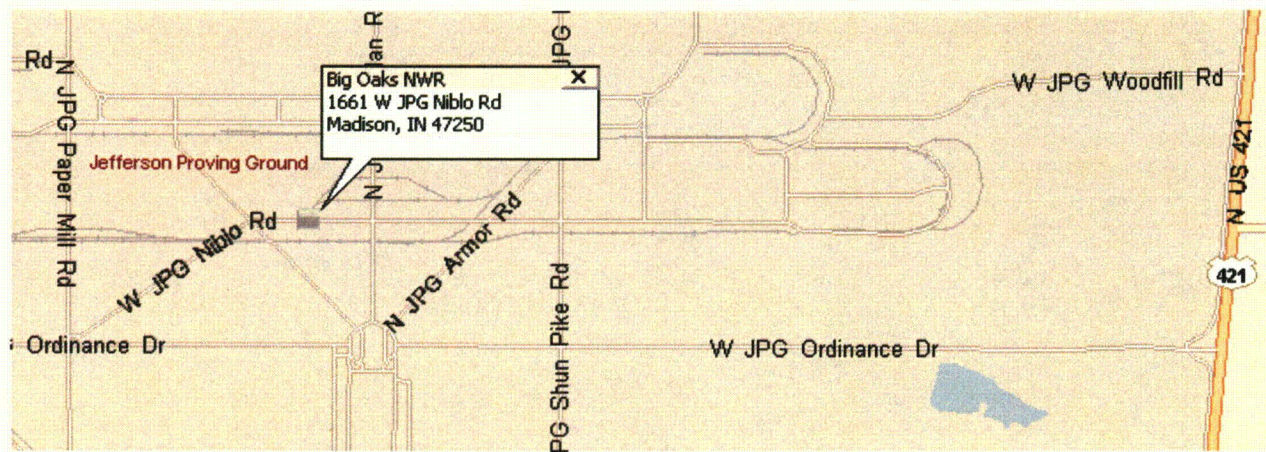 Rd
N JPG Paper Mill Rd
an R
JPG
Big Oaks NWR
1661 W JPG Niblo Rd
Madison, IN 47250
W JPG Woodfill Rd
N US 421
Jefferson Proving Ground
N J
W JPG Niblo Rd
N JPG Armor Rd
421
Ordinance Dr
PG Shun Pike Rd
W JPG Ordinance Dr